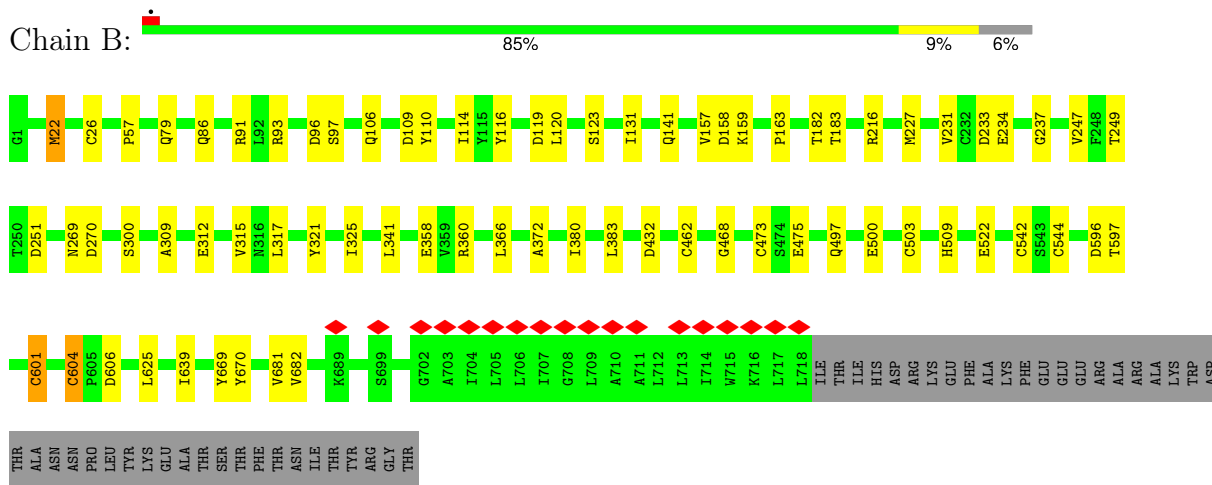 Chain B:
85% 9% 6%
G1 M22 C26 P57 Q79 Q86 R91 L92 R93 D96 S97 Q106 D109 Y110 I114 Y115 Y116 D119 L120 S123 I131 Q141 V157 D158 K159 P163 T182 T183 R216 M227 V231 C232 D233 E234 G237 V247 F248 T249
T250 D251 N269 D270 S300 A309 E312 V315 N316 L317 Y321 I325 L341 E358 V359 R360 L366 A372 I380 L383 D432 C462 G468 C473 S474 E475 Q497 E500 C503 H509 E522 C542 S543 C544 D596 T597
C601 C604 P605 D606 L625 I639 Y669 Y670 V681 V682 K689 S699 G702 A703 I704 L705 L706 I707 G708 L709 A710 A711 L712 L713 I714 W715 K716 L717 L718 ILE THR ILE HIS ASP ARG LYS GLU PHE ALA LYS PHE GLU GLU GLU ARG ALA ARG ALA LYS TRP ASP
THR ALA ASN ASN PRO LEU TYR LYS GLU ALA THR SER THR PHE THR ASN ILE THR TYR ARG GLY THR